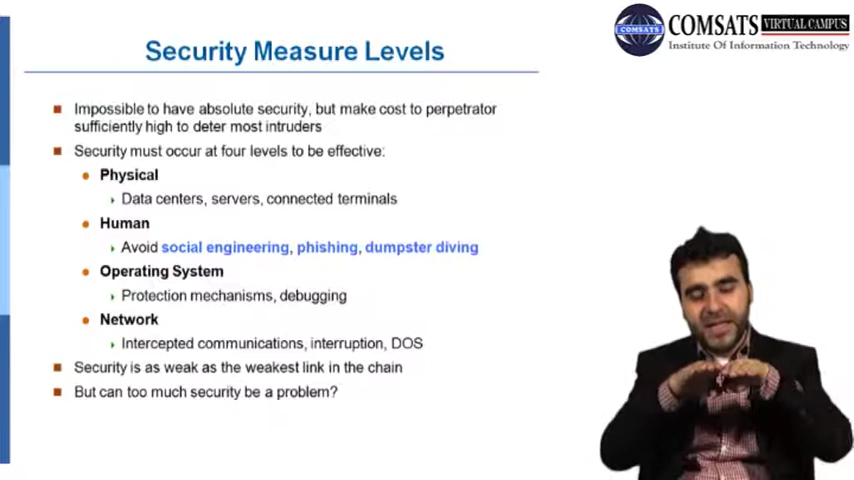 COMSATS VIRTUAL CAMPUS
Institute Of Information Technology
COMSATS
Security Measure Levels
Impossible to have absolute security, but make cost to perpetrator
sufficiently high to deter most intruders
Security must occur at four levels to be effective:
Physical
Data centers, servers, connected terminals
Human
Avoid social engineering, phishing, dumpster diving
Operating System
Protection mechanisms, debugging
Network
Intercepted communications, interruption, DOS
Security is as weak as the weakest link in the chain
But can too much security be a problem?